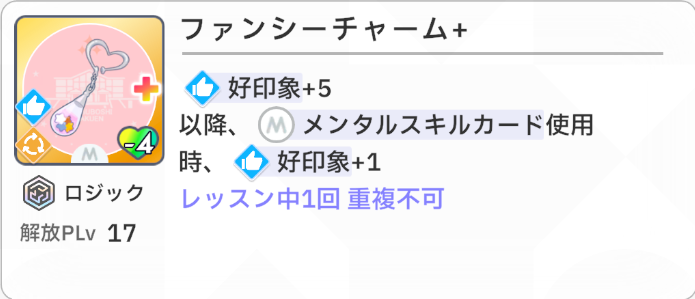 ファンシーチャーム+
好印象+5
以降、Mメンタルスキルカード使用
時、好印象+1
レッスン中1回 重複不可
M
-4
ロジック
解放PLv 17